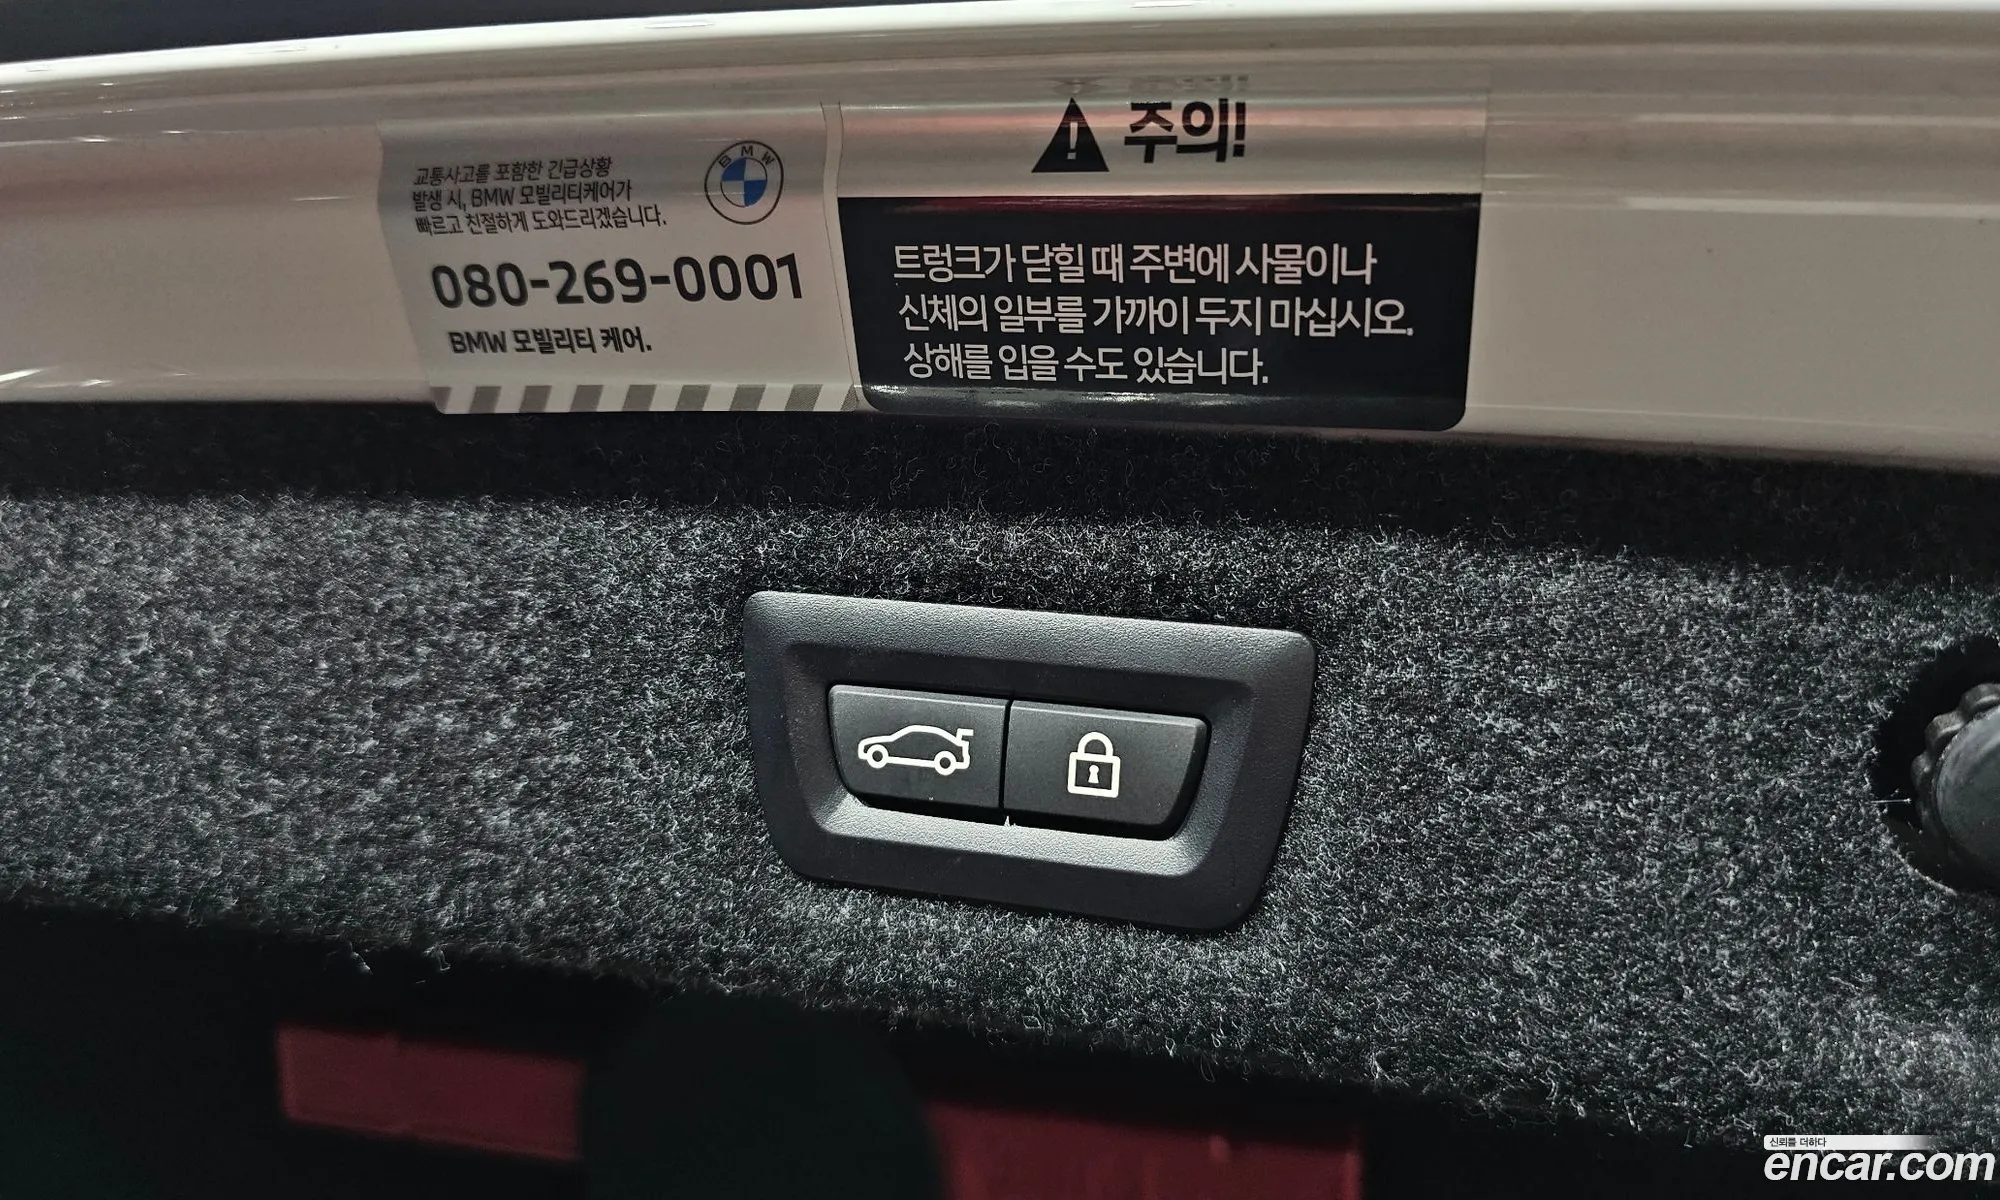 교통사고를 포함한 긴급상황
발생 시, BMW 모빌리티케어가
빠르고 친절하게 도와드리겠습니다.
BMW
080-269-0001
BMW 모빌리티 케어.
주의!
트렁크가 닫힐 때 주변에 사물이나
신체의 일부를 가까이 두지 마십시오.
상해를 입을 수도 있습니다.
신뢰를 더하다
encar.com